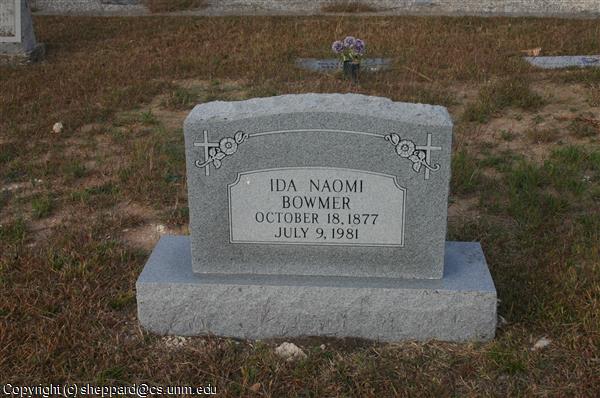 IDA NAOMI
BOWMER
OCTOBER 18, 1877
JULY 9, 1981
Copyright (c) sheppard@cs.unm.edu